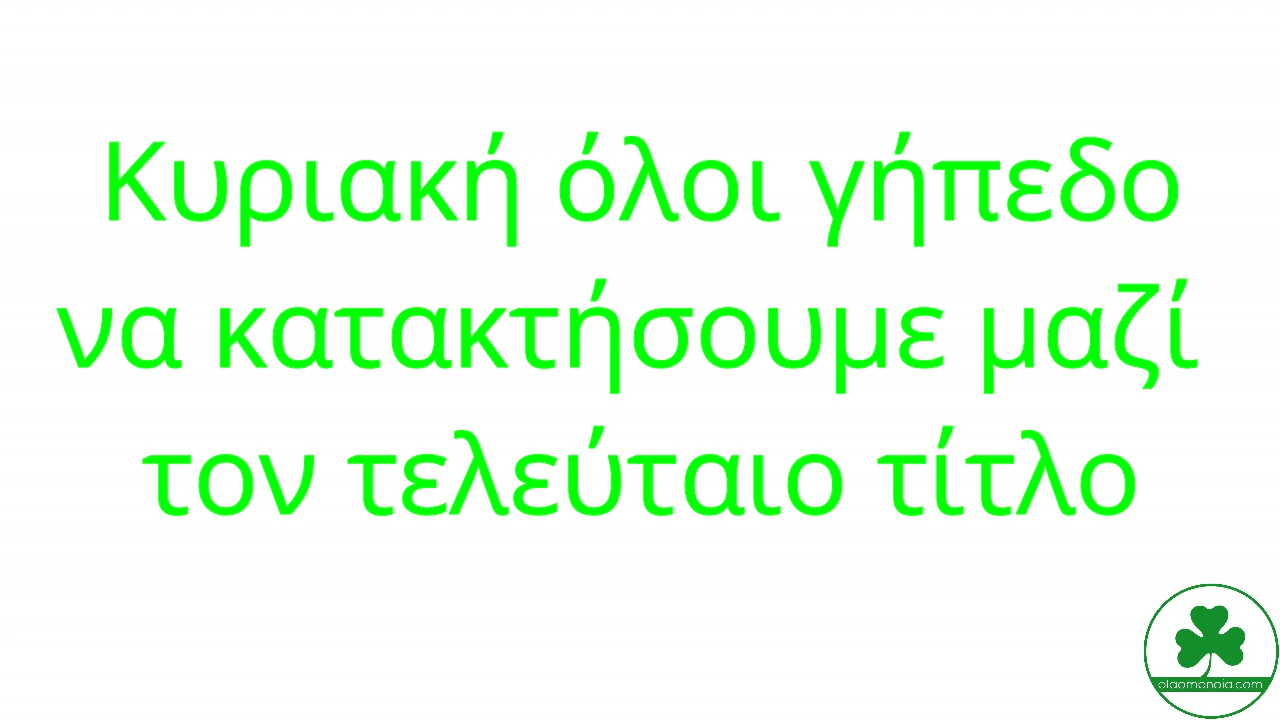 Κυριακή όλοι γήπεδο
να κατακτήσουμε μαζί
τον τελεύταιο τίτλο
olaomonoia.com